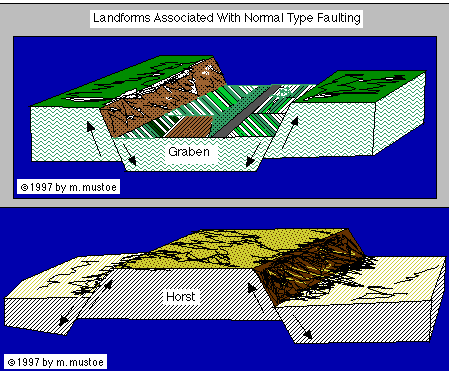 Landforms Associated With Normal Type Faulting
Graben
©1997 by m. mustoe
Horst
©1997 by m. mustoe